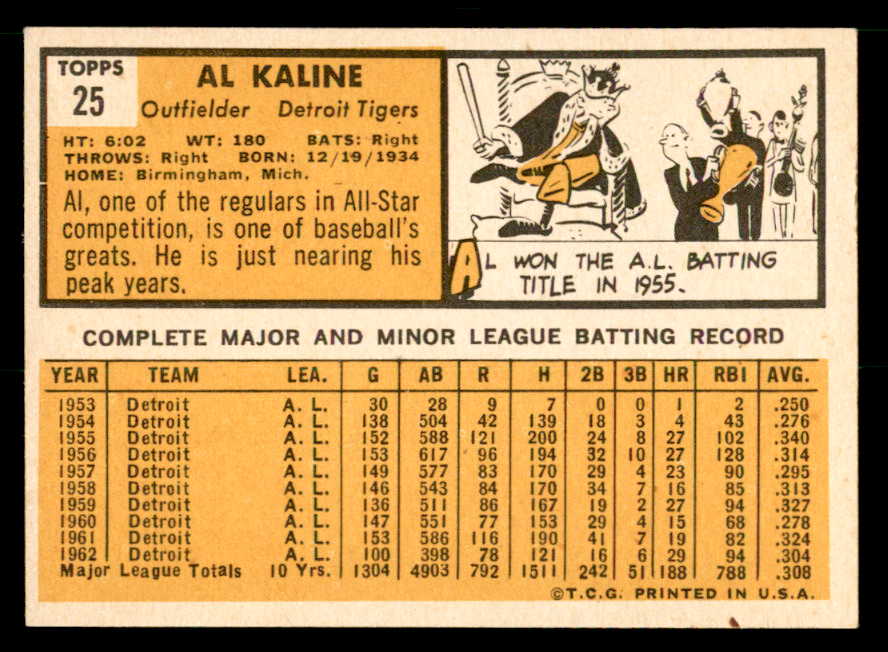 TOPPS
25
AL KALINE
Outfielder Detroit Tigers
HT: 6:02 WT: 180 BATS: Right
THROWS: Right BORN: 12/19/1934
HOME: Birmingham, Mich.
Al, one of the regulars in All-Star
competition, is one of baseball's
greats. He is just nearing his
peak years.
AL WON THE A.L. BATTING
TITLE IN 1955.
COMPLETE MAJOR AND MINOR LEAGUE BATTING RECORD
YEAR TEAM LEA. G AB R H 2B 3B HR RBI AVG.
1953 Detroit A. L. 30 28 9 7 0 0 1 2 .250
1954 Detroit A. L. 138 504 42 139 18 3 4 43 .276
1955 Detroit A. L. 152 588 121 200 24 8 27 102 .340
1956 Detroit A. L. 153 617 96 194 32 10 27 128 .314
1957 Detroit A. L. 149 577 83 170 29 4 23 90 .295
1958 Detroit A. L. 146 543 84 170 34 7 16 85 .313
1959 Detroit A. L. 136 511 86 167 19 2 27 94 .327
1960 Detroit A. L. 147 551 77 153 29 4 15 68 .278
1961 Detroit A. L. 153 586 116 190 41 7 19 82 .324
1962 Detroit A. L. 100 398 78 121 16 6 29 94 .304
Major League Totals 10 Yrs. 1304 4903 792 1511 242 51 188 788 .308
©T.C.G. PRINTED IN U.S.A.